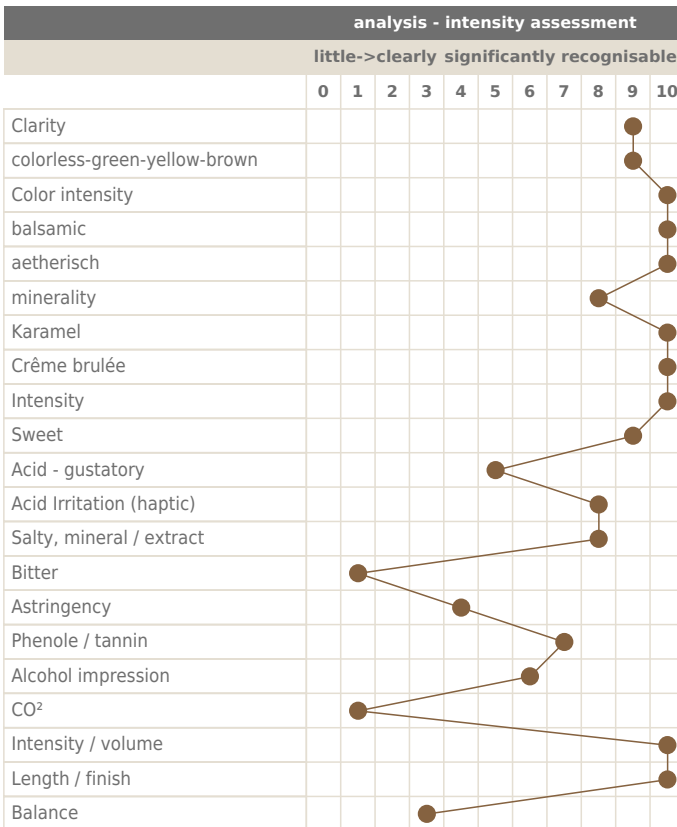 analysis - intensity assessment
little->clearly significantly recognisable
0 1 2 3 4 5 6 7 8 9 10
Clarity
colorless-green-yellow-brown
Color intensity
balsamic
aetherisch
minerality
Karamel
Crême brulée
Intensity
Sweet
Acid - gustatory
Acid Irritation (haptic)
Salty, mineral / extract
Bitter
Astringency
Phenole / tannin
Alcohol impression
CO²
Intensity / volume
Length / finish
Balance